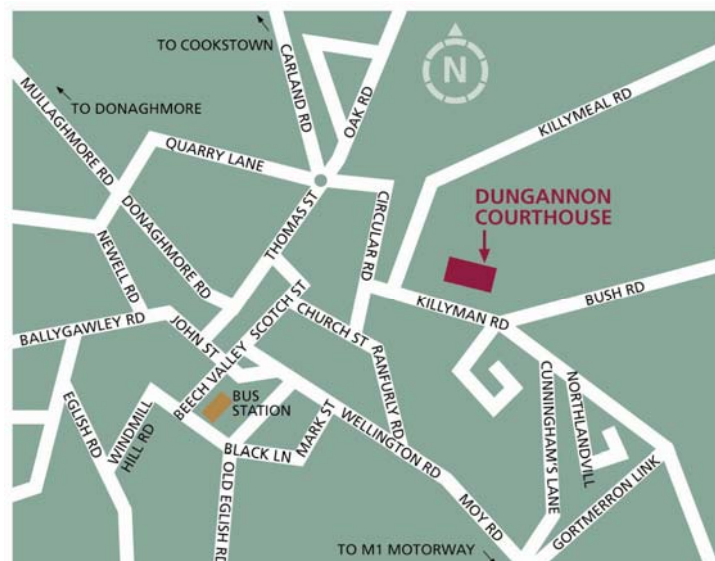 TO COOKSTOWN
CARLAND RD
OAK RD
N
TO DONAGHMORE
MULLAGHMORE RD
KILLYMEAL RD
QUARRY LANE
DUNGANNON
COURTHOUSE
THOMAS ST
CIRCULAR RD
DONAGHMORE RD
NEWELL RD
BUSH RD
KILLYMAN RD
SCOTCH ST
CHURCH ST
BALLYGAWLEY RD
JOHN ST
RANFURLY RD
BEECH VALLEY
BUS
STATION
EGLISH RD
WINDMILL
HILL RD
MARK ST
WELLINGTON RD
CUNNINGHAM'S LANE
NORTHLANDVILL
BLACK LN
OLD EGLISH RD
MOY RD
GORTMERRON LINK
TO M1 MOTORWAY